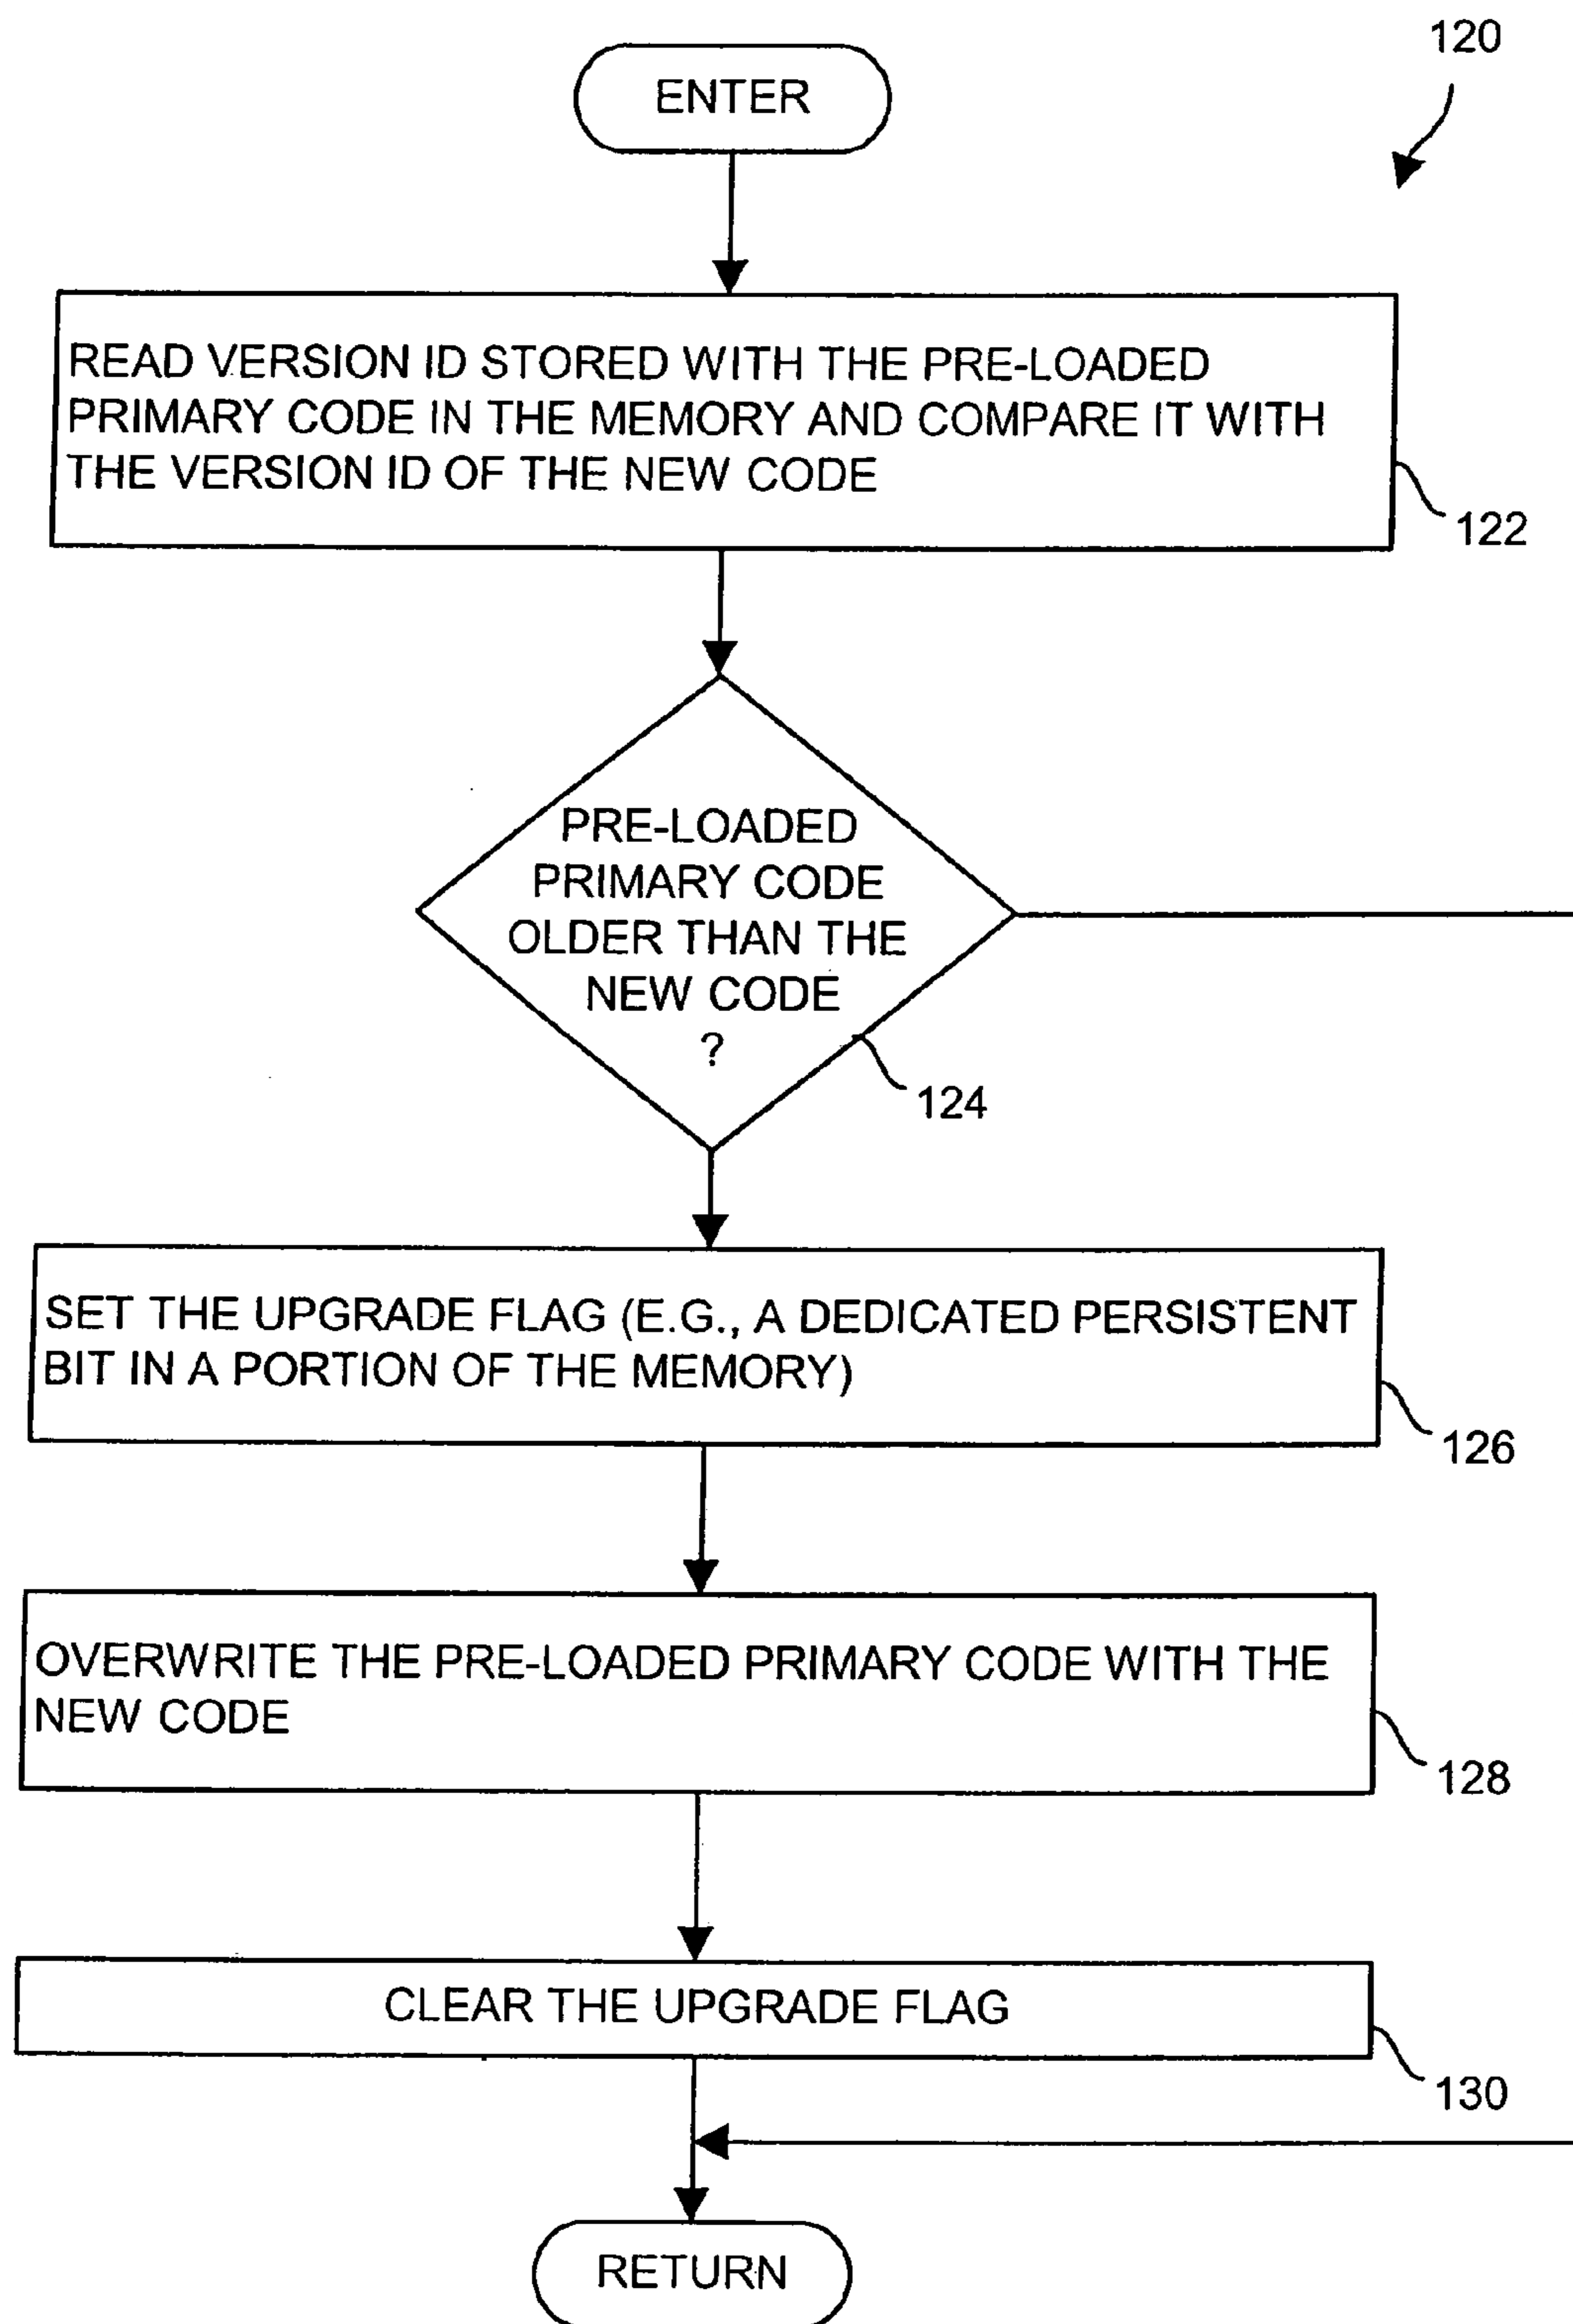 120
ENTER
READ VERSION ID STORED WITH THE PRE-LOADED
PRIMARY CODE IN THE MEMORY AND COMPARE IT WITH
THE VERSION ID OF THE NEW CODE
122
PRE-LOADED
PRIMARY CODE
OLDER THAN THE
NEW CODE
?
124
SET THE UPGRADE FLAG (E.G., A DEDICATED PERSISTENT
BIT IN A PORTION OF THE MEMORY)
126
OVERWRITE THE PRE-LOADED PRIMARY CODE WITH THE
NEW CODE
128
CLEAR THE UPGRADE FLAG
130
RETURN